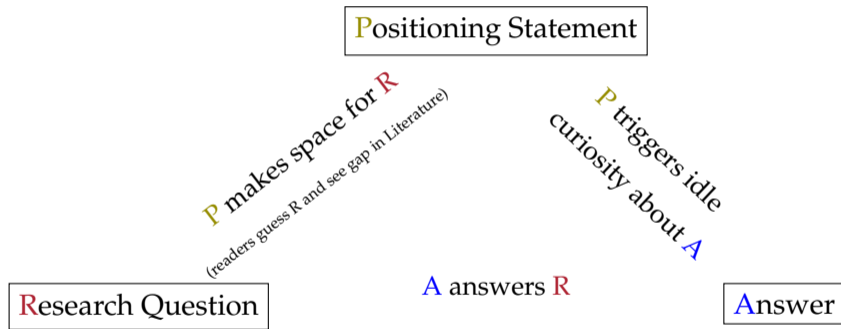 Positioning Statement
P makes space for R
(readers guess R and see gap in Literature)
P triggers idle
curiosity about A
A answers R
Research Question
Answer